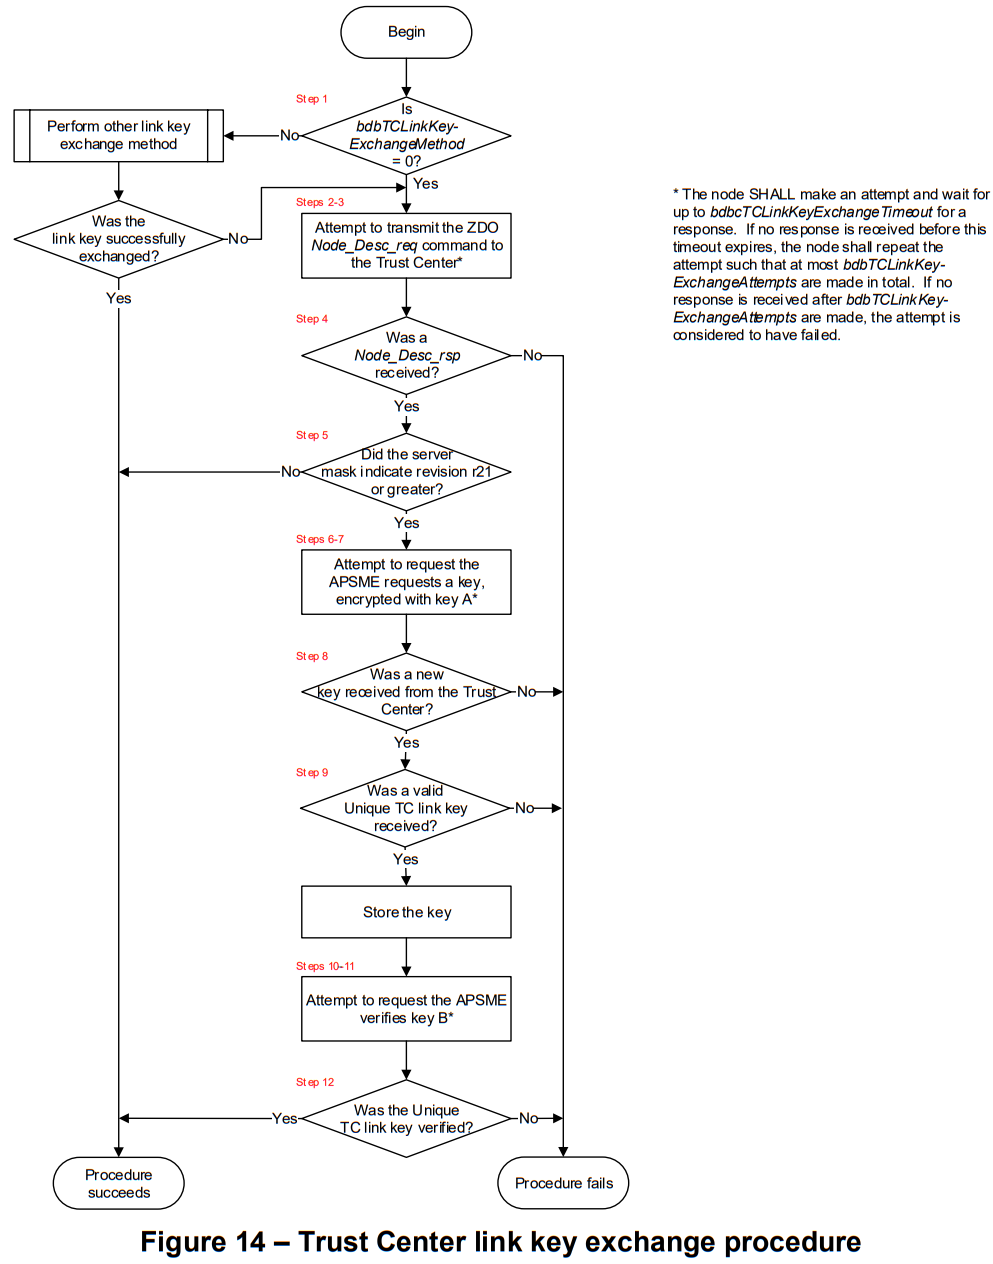 Begin
Step 1
Is
bdbTCLinkKey-
ExchangeMethod
= 0?
No
Perform other link key
exchange method
Yes
Was the
link key successfully
exchanged?
No
Yes
Steps 2-3
Attempt to transmit the ZDO
Node_Desc_req command to
the Trust Center*
* The node SHALL make an attempt and wait for
up to bdbcTCLinkKeyExchangeTimeout for a
response. If no response is received before this
timeout expires, the node shall repeat the
attempt such that at most bdbTCLinkKey-
ExchangeAttempts are made in total. If no
response is received after bdbTCLinkKey-
ExchangeAttempts are made, the attempt is
considered to have failed.
Step 4
Was a
Node_Desc_rsp
received?
No
Yes
Step 5
Did the server
mask indicate revision r21
or greater?
No
Yes
Steps 6-7
Attempt to request the
APSME requests a key,
encrypted with key A*
Step 8
Was a new
key received from the Trust
Center?
No
Yes
Step 9
Was a valid
Unique TC link key
received?
No
Yes
Store the key
Steps 10-11
Attempt to request the APSME
verifies key B*
Step 12
Was the Unique
TC link key verified?
Yes
No
Procedure
succeeds
Procedure fails
Figure 14 – Trust Center link key exchange procedure